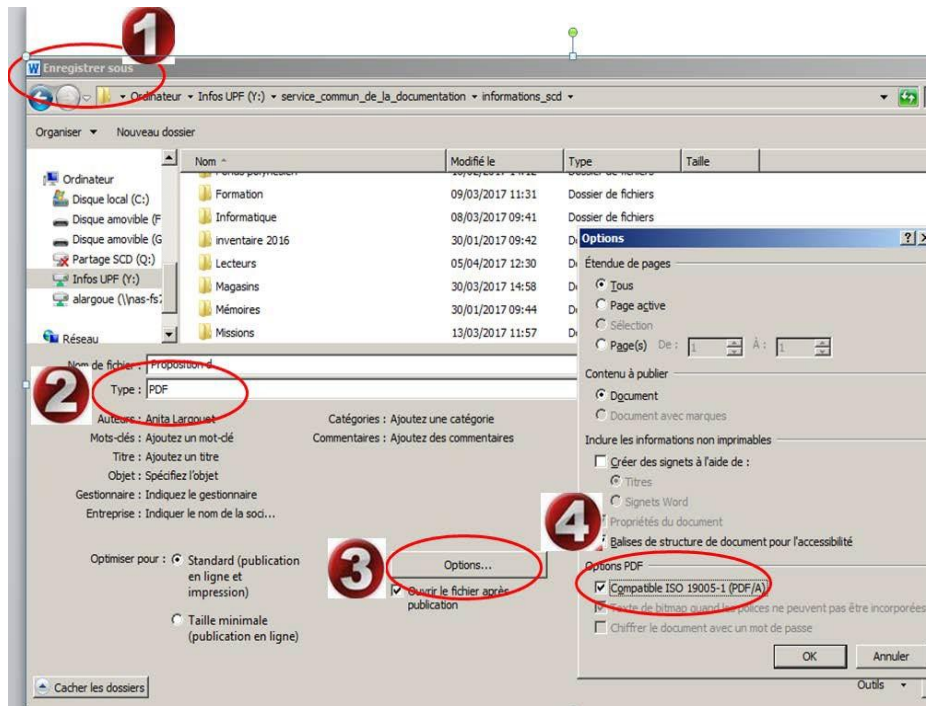 1
Enregistrer sous
Ordinateur Infos UPF (Y:) service_commun_de_la_documentation informations_scd
Organiser Nouveau dossier
Nom Modifié le Type Taille
Ordinateur
Disque local (C:)
Disque amovible (F
Disque amovible (G
Partage SCD (Q:)
Infos UPF (Y:)
alargoue (\\nas-fs
Réseau
Formation 09/03/2017 11:31 Dossier de fichiers
Informatique 08/03/2017 09:41 Dossier de fichiers
inventaire 2016 30/01/2017 09:42
Lecteurs 05/04/2017 12:30
Magasins 30/03/2017 14:58
Mémoires 30/01/2017 09:44
Missions 13/03/2017 11:57
Nom de fichier : Proposition d
2
Type : PDF
Auteurs : Anita Largouet
Mots-clés : Ajoutez un mot-clé
Titre : Ajoutez un titre
Objet : Spécifiez l'objet
Gestionnaire : Indiquez le gestionnaire
Entreprise : Indiquer le nom de la soci...
Catégories : Ajoutez une catégorie
Commentaires : Ajoutez des commentaires
Optimiser pour : Standard (publication
en ligne et
impression)
Taille minimale
(publication en ligne)
3
Options...
Ouvrir le fichier après
publication
Cacher les dossiers
Outils
Options
Étendue de pages
Tous
Page active
Sélection
Page(s) De : 1 À : 1
Contenu à publier
Document
Document avec marques
Inclure les informations non imprimables
Créer des signets à l'aide de :
Titres
Signets Word
4
Propriétés du document
Balises de structure de document pour l'accessibilité
Options PDF
Compatible ISO 19005-1 (PDF/A)
Texte de bitmap quand les polices ne peuvent pas être incorporées
Chiffrer le document avec un mot de passe
OK Annuler